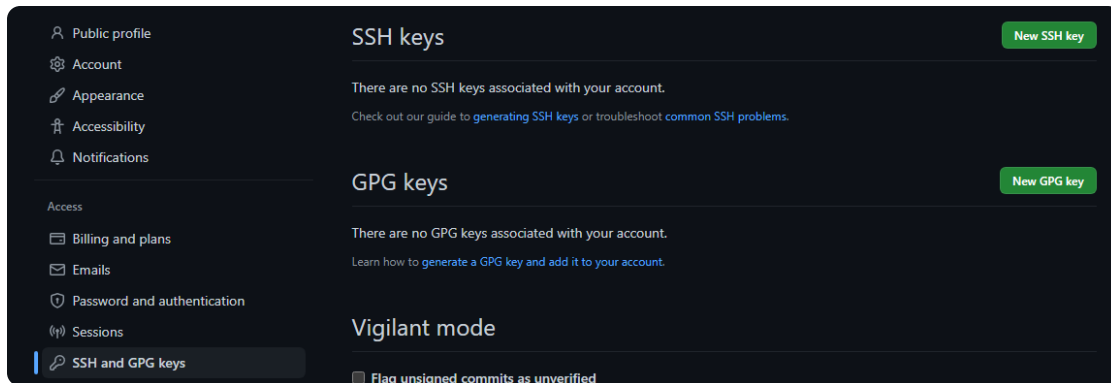 Public profile
Account
Appearance
Accessibility
Notifications
Access
Billing and plans
Emails
Password and authentication
Sessions
SSH and GPG keys
SSH keys
New SSH key
There are no SSH keys associated with your account.
Check out our guide to generating SSH keys or troubleshoot common SSH problems.
GPG keys
New GPG key
There are no GPG keys associated with your account.
Learn how to generate a GPG key and add it to your account.
Vigilant mode
Flag unsigned commits as unverified